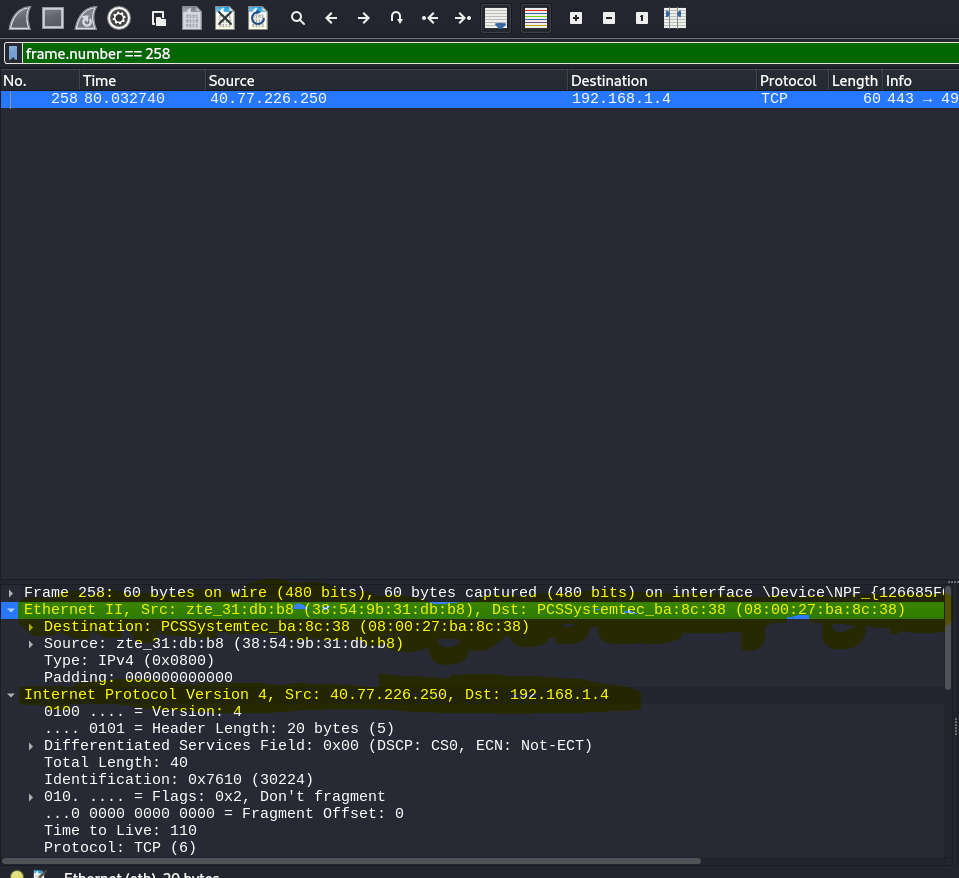 frame.number == 258
No. Time Source Destination Protocol Length Info
258 80.032740 40.77.226.250 192.168.1.4 TCP 60 443 → 49
Frame 258: 60 bytes on wire (480 bits), 60 bytes captured (480 bits) on interface \Device\NPF_{126685F
Ethernet II, Src: zte_31:db:b8 (38:54:9b:31:db:b8), Dst: PCSSystemtec_ba:8c:38 (08:00:27:ba:8c:38)
Destination: PCSSystemtec_ba:8c:38 (08:00:27:ba:8c:38)
Source: zte_31:db:b8 (38:54:9b:31:db:b8)
Type: IPv4 (0x0800)
Padding: 000000000000
Internet Protocol Version 4, Src: 40.77.226.250, Dst: 192.168.1.4
0100 .... = Version: 4
.... 0101 = Header Length: 20 bytes (5)
Differentiated Services Field: 0x00 (DSCP: CS0, ECN: Not-ECT)
Total Length: 40
Identification: 0x7610 (30224)
010. .... = Flags: 0x2, Don't fragment
...0 0000 0000 0000 = Fragment Offset: 0
Time to Live: 110
Protocol: TCP (6)
Ethernet (eth), 20 bytes